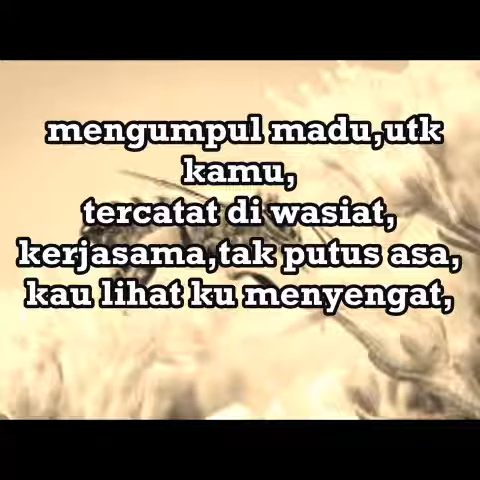 mengumpul madu,utk
kamu,
tercatat di wasiat,
kerjasama,tak putus asa,
kau lihat ku menyengat,